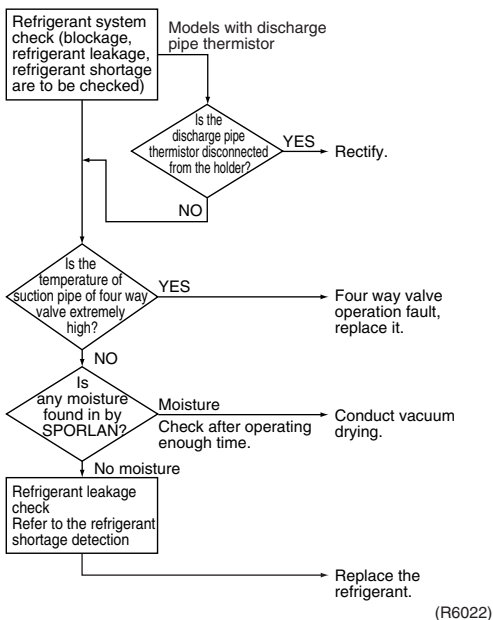 Refrigerant system
check (blockage,
refrigerant leakage,
refrigerant shortage
are to be checked)
Models with discharge
pipe thermistor
Is the
discharge pipe
thermistor disconnected
from the holder?
YES
Rectify.
NO
Is the
temperature of
suction pipe of four way
valve extremely
high?
YES
Four way valve
operation fault,
replace it.
NO
Is
any moisture
found in by
SPORLAN?
Moisture
Check after operating
enough time.
Conduct vacuum
drying.
No moisture
Refrigerant leakage
check
Refer to the refrigerant
shortage detection
Replace the
refrigerant.
(R6022)